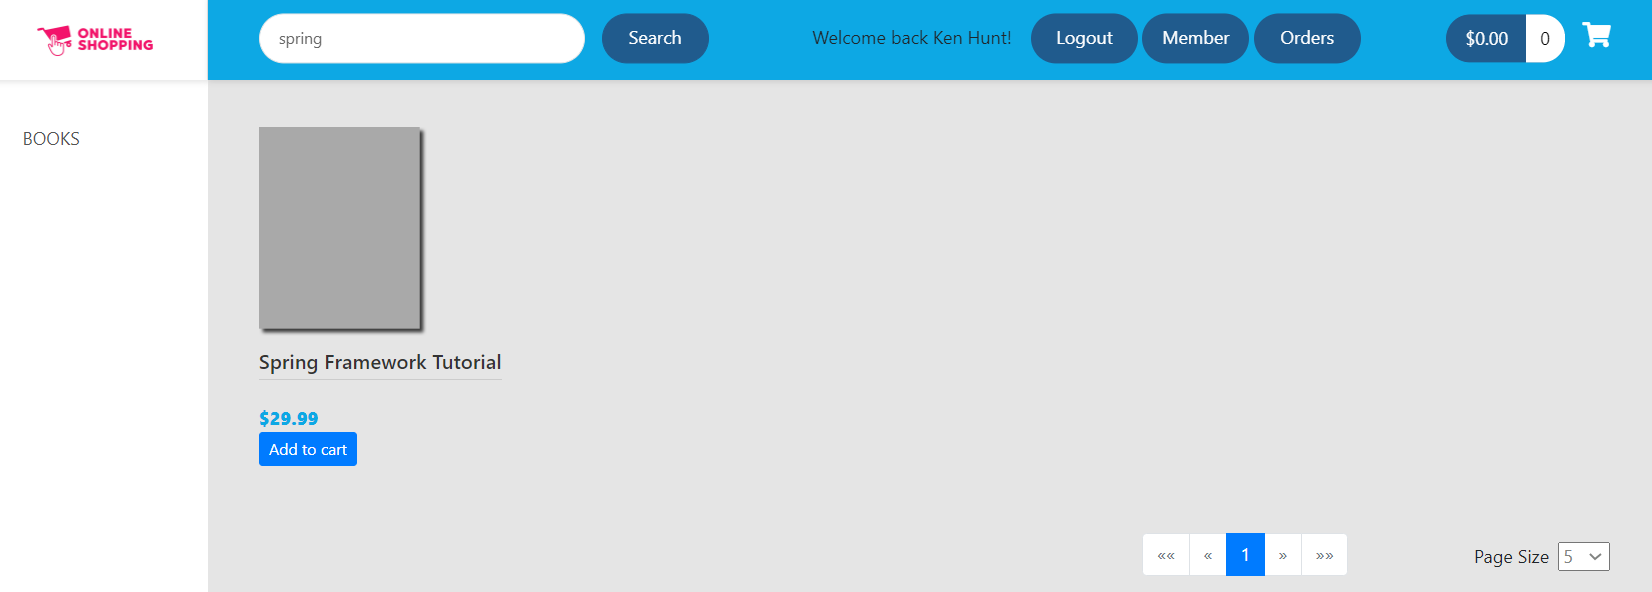 ONLINE
SHOPPING
spring
Search
Welcome back Ken Hunt!
Logout
Member
Orders
$0.00
0
BOOKS
Spring Framework Tutorial
$29.99
Add to cart
«« « 1 » »»
Page Size 5